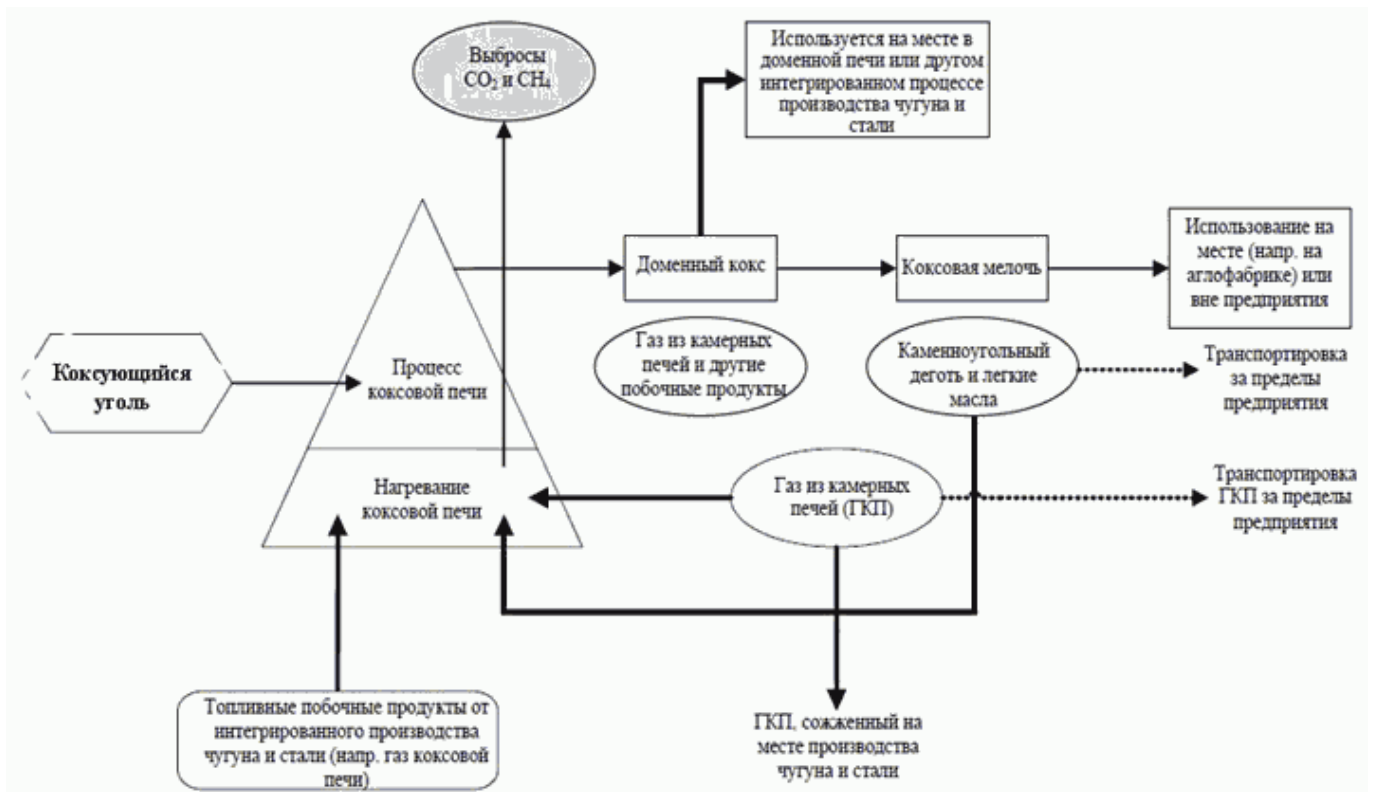 Выбросы
CO₂ и CH₄
Используется на месте в
доменной печи или другом
интегрированном процессе
производства чугуна и
стали
Доменный кокс
Коксовая мелочь
Использование на
месте (напр. на
аглофабрике) или
вне предприятия
Коксующийся
уголь
Процесс
коксовой печи
Газ из камерных
печей и другие
побочные продукты
Каменноугольный
деготь и легкие
масла
Транспортировка
за пределы
предприятия
Нагревание
коксовой печи
Газ из камерных
печей (ГКП)
Транспортировка
ГКП за пределы
предприятия
Топливные побочные продукты от
интегрированного производства
чугуна и стали (напр. газ коксовой
печи)
ГКП, сожженный на
месте производства
чугуна и стали